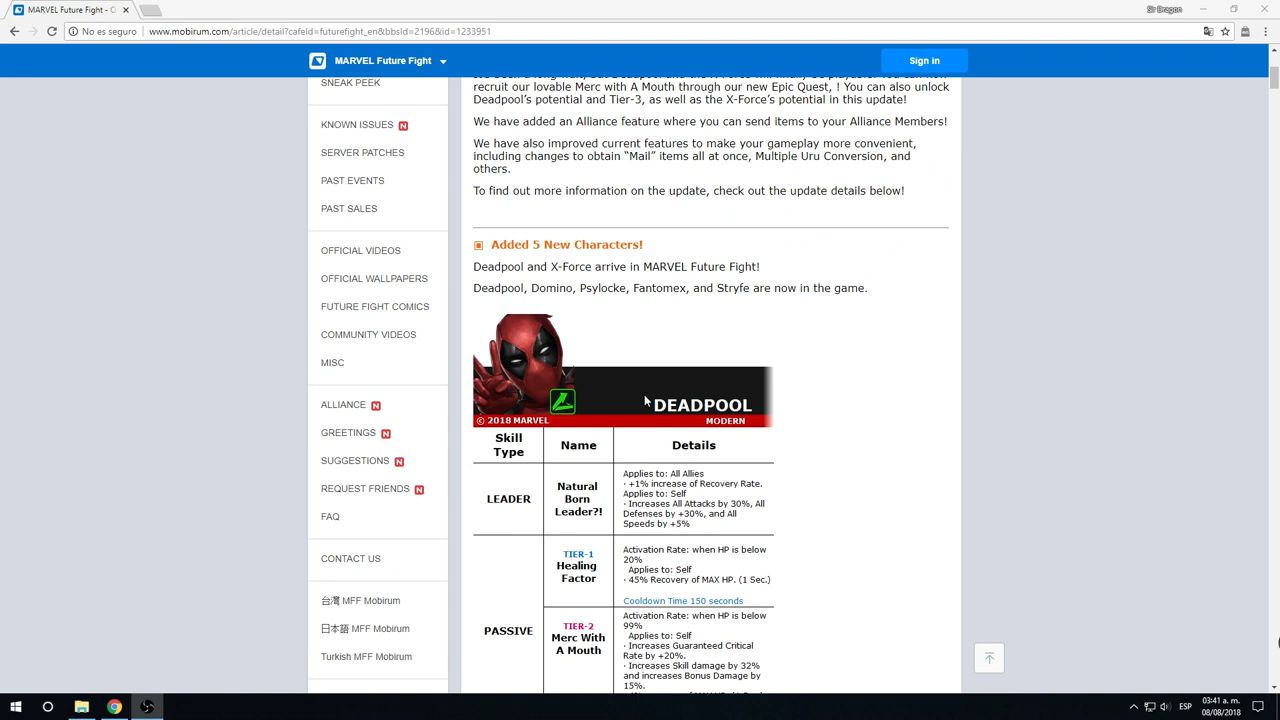 MARVEL Future Fight - C
Sir Dragon
No es seguro
www.mobirum.com/article/detail?cafeId=futurefight_en&bbsId=2196&id=1233951
MARVEL Future Fight
Sign in
SNEAK PEEK
KNOWN ISSUES N
SERVER PATCHES
PAST EVENTS
PAST SALES
OFFICIAL VIDEOS
OFFICIAL WALLPAPERS
FUTURE FIGHT COMICS
COMMUNITY VIDEOS
MISC
ALLIANCE N
GREETINGS N
SUGGESTIONS N
REQUEST FRIENDS N
FAQ
CONTACT US
台灣 MFF Mobirum
日本語 MFF Mobirum
Turkish MFF Mobirum
recruit our lovable Merc with A Mouth through our new Epic Quest, ! You can also unlock
Deadpool's potential and Tier-3, as well as the X-Force's potential in this update!
We have added an Alliance feature where you can send items to your Alliance Members!
We have also improved current features to make your gameplay more convenient,
including changes to obtain “Mail” items all at once, Multiple Uru Conversion, and
others.
To find out more information on the update, check out the update details below!
Added 5 New Characters!
Deadpool and X-Force arrive in MARVEL Future Fight!
Deadpool, Domino, Psylocke, Fantomex, and Stryfe are now in the game.
DEADPOOL
© 2018 MARVEL
MODERN
Skill
Type
Name
Details
LEADER
Natural
Born
Leader?!
Applies to: All Allies
· +1% increase of Recovery Rate.
Applies to: Self
· Increases All Attacks by 30%, All
Defenses by +30%, and All
Speeds by +5%
PASSIVE
TIER-1
Healing
Factor
Activation Rate: when HP is below
20%
Applies to: Self
· 45% Recovery of MAX HP. (1 Sec.)
Cooldown Time 150 seconds
TIER-2
Merc With
A Mouth
Activation Rate: when HP is below
99%
Applies to: Self
· Increases Guaranteed Critical
Rate by +20%.
· Increases Skill damage by 32%
and increases Bonus Damage by
15%.
ESP
03:41 a. m.
08/08/2018